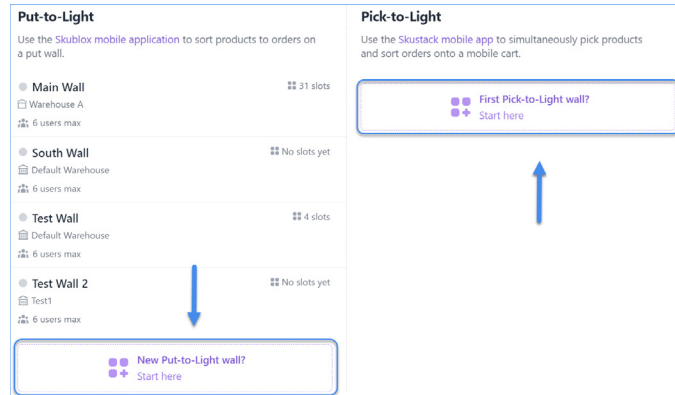 Put-to-Light
Use the Skublox mobile application to sort products to orders on
a put wall.
Main Wall
31 slots
Warehouse A
6 users max
South Wall
No slots yet
Default Warehouse
6 users max
Test Wall
4 slots
Default Warehouse
6 users max
Test Wall 2
No slots yet
Test1
6 users max
New Put-to-Light wall?
Start here
Pick-to-Light
Use the Skustack mobile app to simultaneously pick products
and sort orders onto a mobile cart.
First Pick-to-Light wall?
Start here